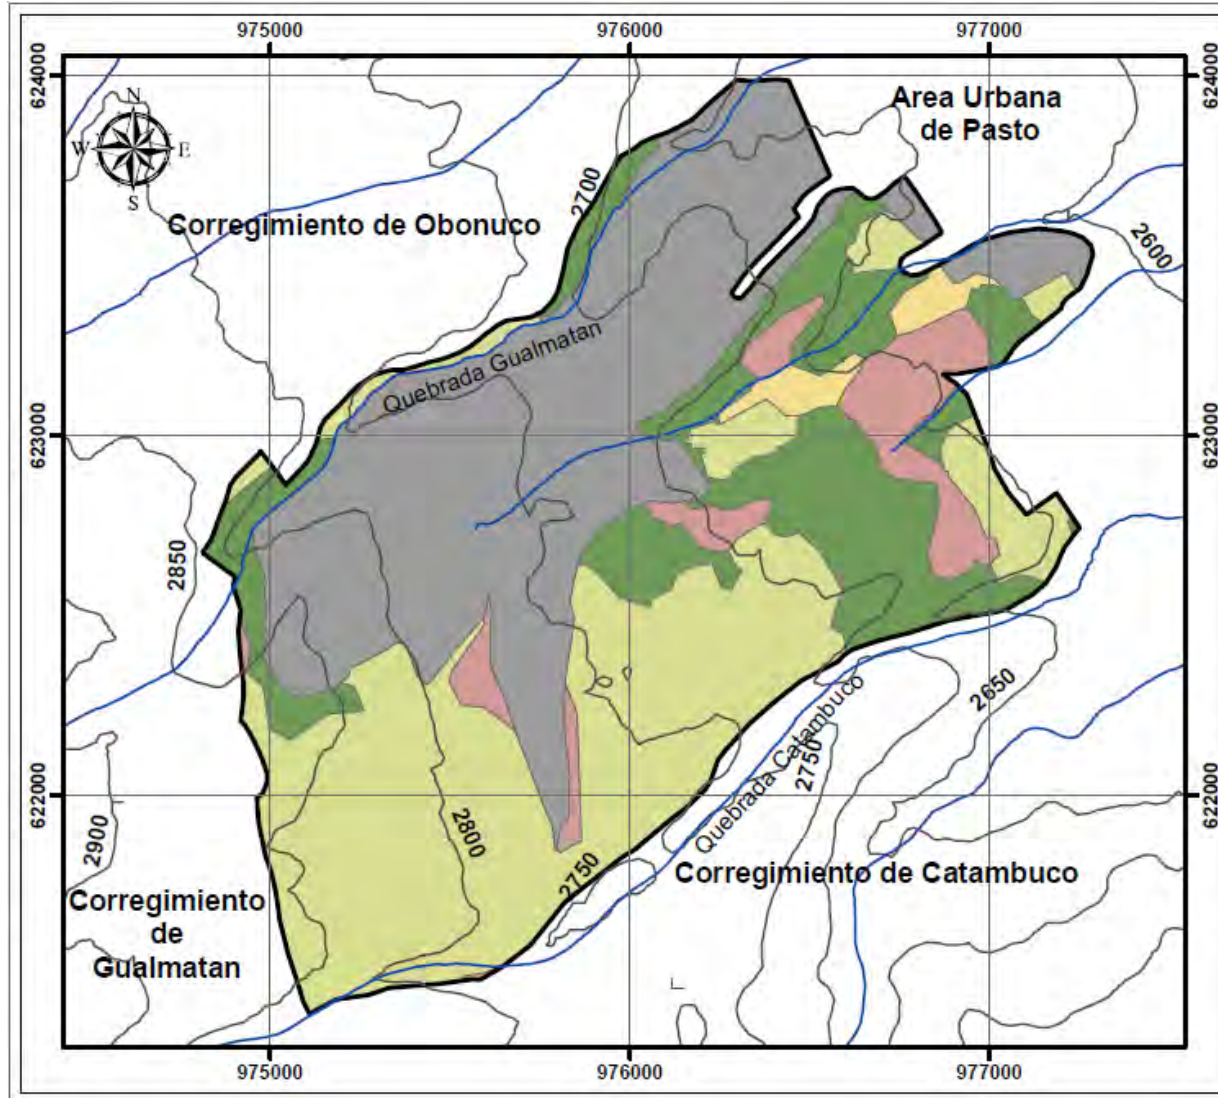 975000
976000
977000
624000
624000
Area Urbana
de Pasto
N
W
E
S
2700
Corregimiento de Obonuco
2600
Quebrada Gualmatan
623000
623000
2850
2650
Quebrada Catambuco
2750
622000
622000
2900
2800
2750
Corregimiento de Catambuco
Corregimiento
de
Gualmatan
975000
976000
977000